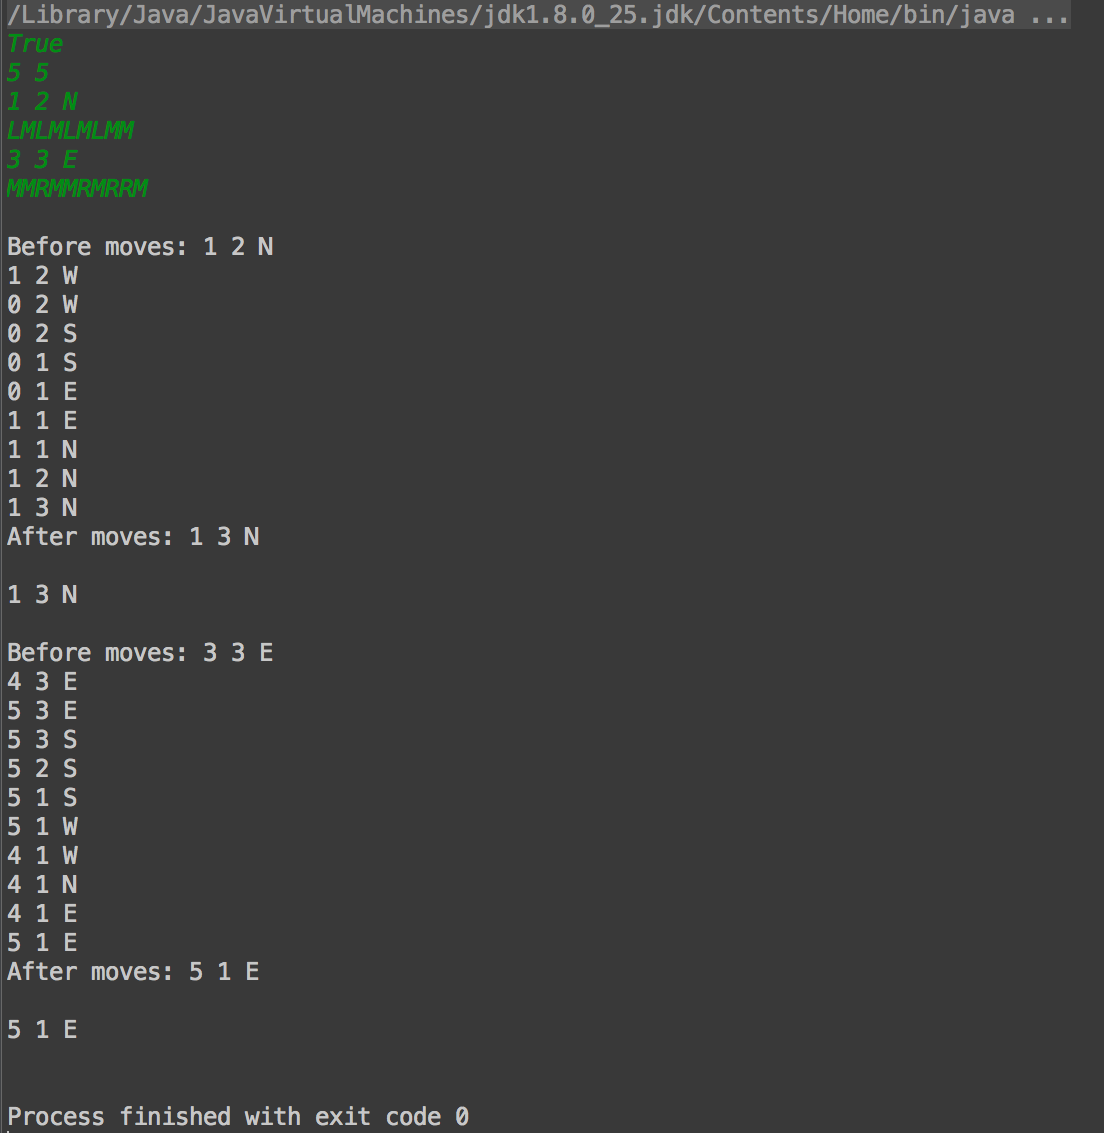 /Library/Java/JavaVirtualMachines/jdk1.8.0_25.jdk/Contents/Home/bin/java ...
True
5 5
1 2 N
LMLMLMLMM
3 3 E
MMRMMRMRRM
Before moves: 1 2 N
1 2 W
0 2 W
0 2 S
0 1 S
0 1 E
1 1 E
1 1 N
1 2 N
1 3 N
After moves: 1 3 N
1 3 N
Before moves: 3 3 E
4 3 E
5 3 E
5 3 S
5 2 S
5 1 S
5 1 W
4 1 W
4 1 N
4 1 E
5 1 E
After moves: 5 1 E
5 1 E
Process finished with exit code 0